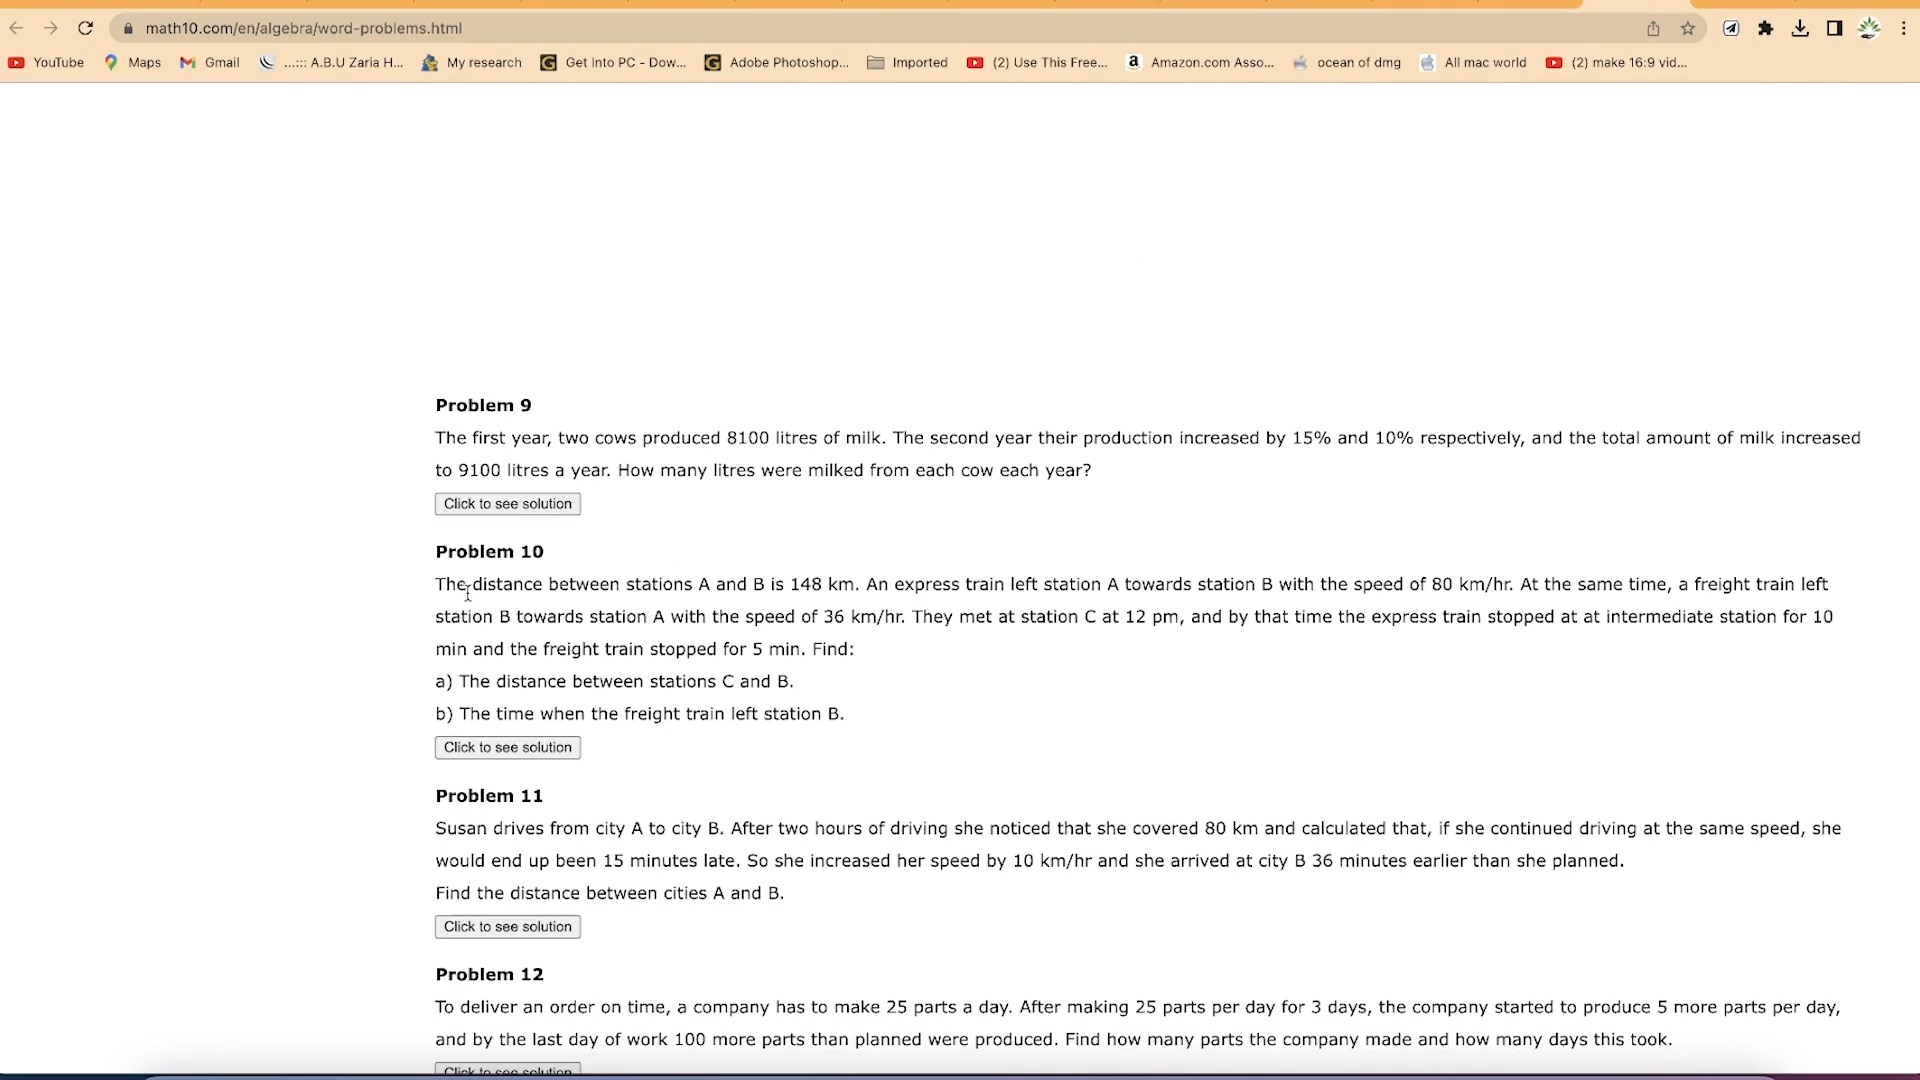 math10.com/en/algebra/word-problems.html
YouTube Maps Gmail ...::: A.B.U Zaria H... My research Get Into PC - Dow... Adobe Photoshop... Imported (2) Use This Free... Amazon.com Asso... ocean of dmg All mac world (2) make 16:9 vid...
Problem 9
The first year, two cows produced 8100 litres of milk. The second year their production increased by 15% and 10% respectively, and the total amount of milk increased
to 9100 litres a year. How many litres were milked from each cow each year?
Click to see solution
Problem 10
The distance between stations A and B is 148 km. An express train left station A towards station B with the speed of 80 km/hr. At the same time, a freight train left
station B towards station A with the speed of 36 km/hr. They met at station C at 12 pm, and by that time the express train stopped at at intermediate station for 10
min and the freight train stopped for 5 min. Find:
a) The distance between stations C and B.
b) The time when the freight train left station B.
Click to see solution
Problem 11
Susan drives from city A to city B. After two hours of driving she noticed that she covered 80 km and calculated that, if she continued driving at the same speed, she
would end up been 15 minutes late. So she increased her speed by 10 km/hr and she arrived at city B 36 minutes earlier than she planned.
Find the distance between cities A and B.
Click to see solution
Problem 12
To deliver an order on time, a company has to make 25 parts a day. After making 25 parts per day for 3 days, the company started to produce 5 more parts per day,
and by the last day of work 100 more parts than planned were produced. Find how many parts the company made and how many days this took.
Click to see solution